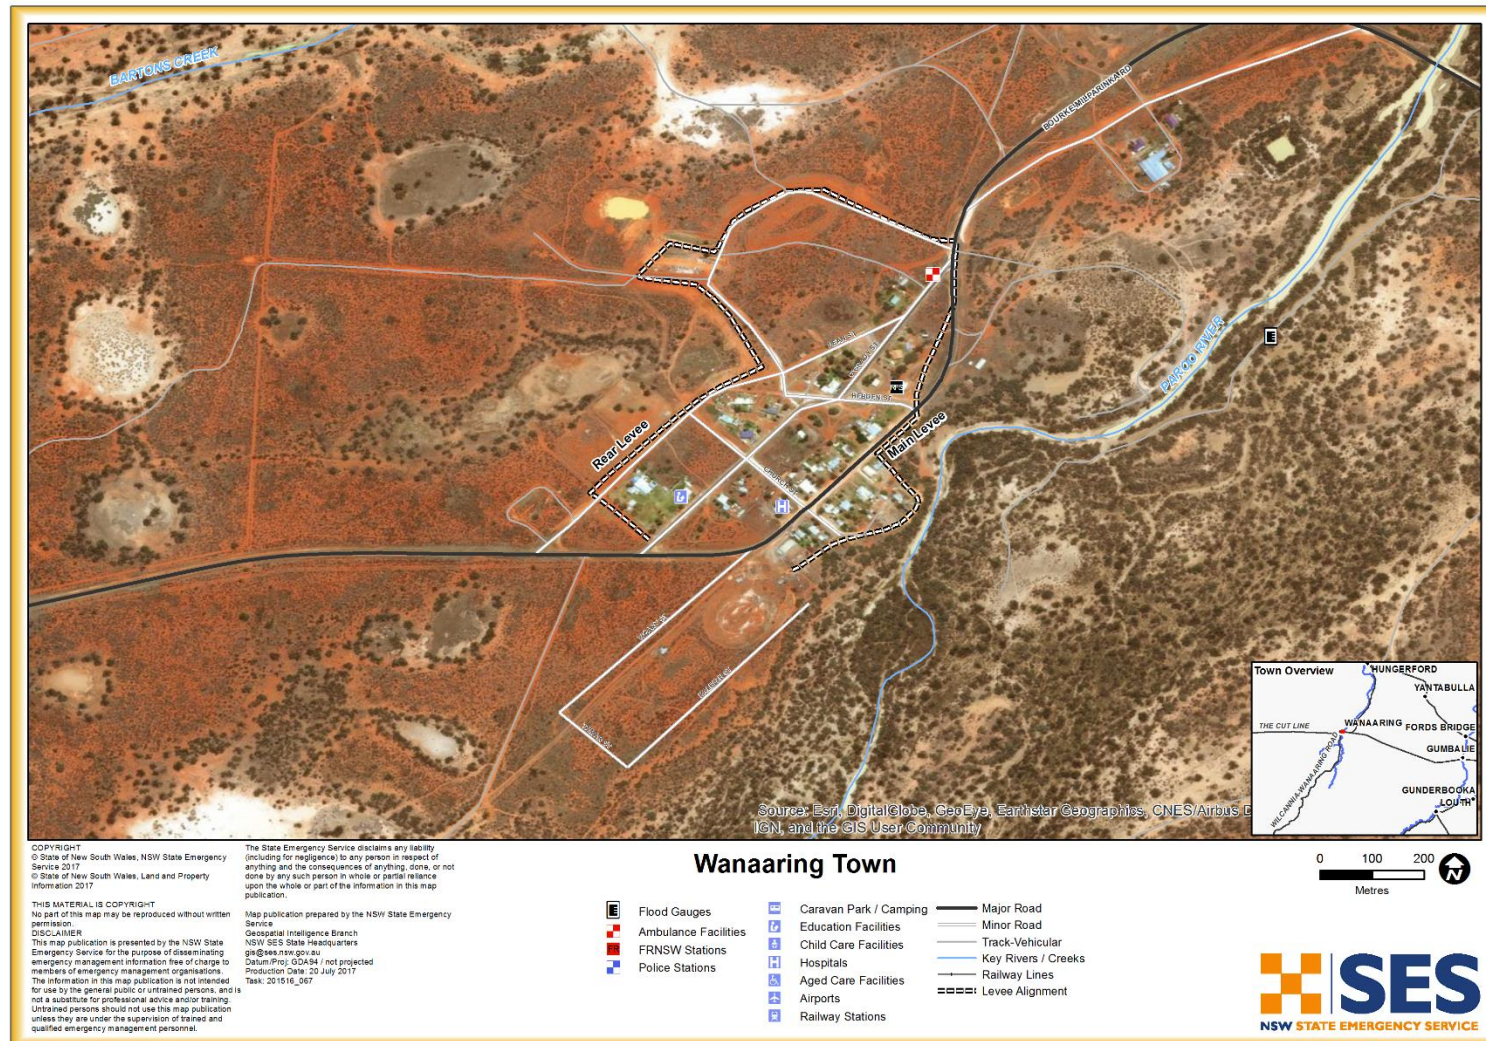 BARTONS CREEK
BOURKE-MILPARINKA RD
PAROO RIVER
HEBDEN ST
Rear Levee
Main Levee
CHURCH ST
Source: Esri, DigitalGlobe, GeoEye, Earthstar Geographics, CNES/Airbus D
IGN, and the GIS User Community
Town Overview
HUNGERFORD
YANTABULLA
THE CUT LINE
WANAARING
FORDS BRIDGE
GUMBALIE
WILCANNIA-WANAARING ROAD
GUNDERBOOKA
LOUTH
COPYRIGHT
© State of New South Wales, NSW State Emergency
Service 2017
© State of New South Wales, Land and Property
Information 2017
THIS MATERIAL IS COPYRIGHT
No part of this map may be reproduced without written
permission.
DISCLAIMER
This map publication is presented by the NSW State
Emergency Service for the purpose of disseminating
emergency management information free of charge to
members of emergency management organisations.
The information in this map publication is not intended
for use by the general public or untrained persons, and is
not a substitute for professional advice and/or training.
Untrained persons should not use this map publication
unless they are under the supervision of trained and
qualified emergency management personnel.
The State Emergency Service disclaims any liability
(including for negligence) to any person in respect of
anything and the consequences of anything, done, or not
done by any such person in whole or partial reliance
upon the whole or part of the information in this map
publication.
Map publication prepared by the NSW State Emergency
Service
Geospatial Intelligence Branch
NSW SES State Headquarters
gis@ses.nsw.gov.au
Datum/Proj: GDA94 / not projected
Production Date: 20 July 2017
Task: 201516_067
Wanaaring Town
Flood Gauges
Ambulance Facilities
FR
FRNSW Stations
Police Stations
Caravan Park / Camping
Education Facilities
Child Care Facilities
H
Hospitals
Aged Care Facilities
Airports
Railway Stations
Major Road
Minor Road
Track-Vehicular
Key Rivers / Creeks
Railway Lines
Levee Alignment
0 100 200
Metres
N
SES
NSW STATE EMERGENCY SERVICE